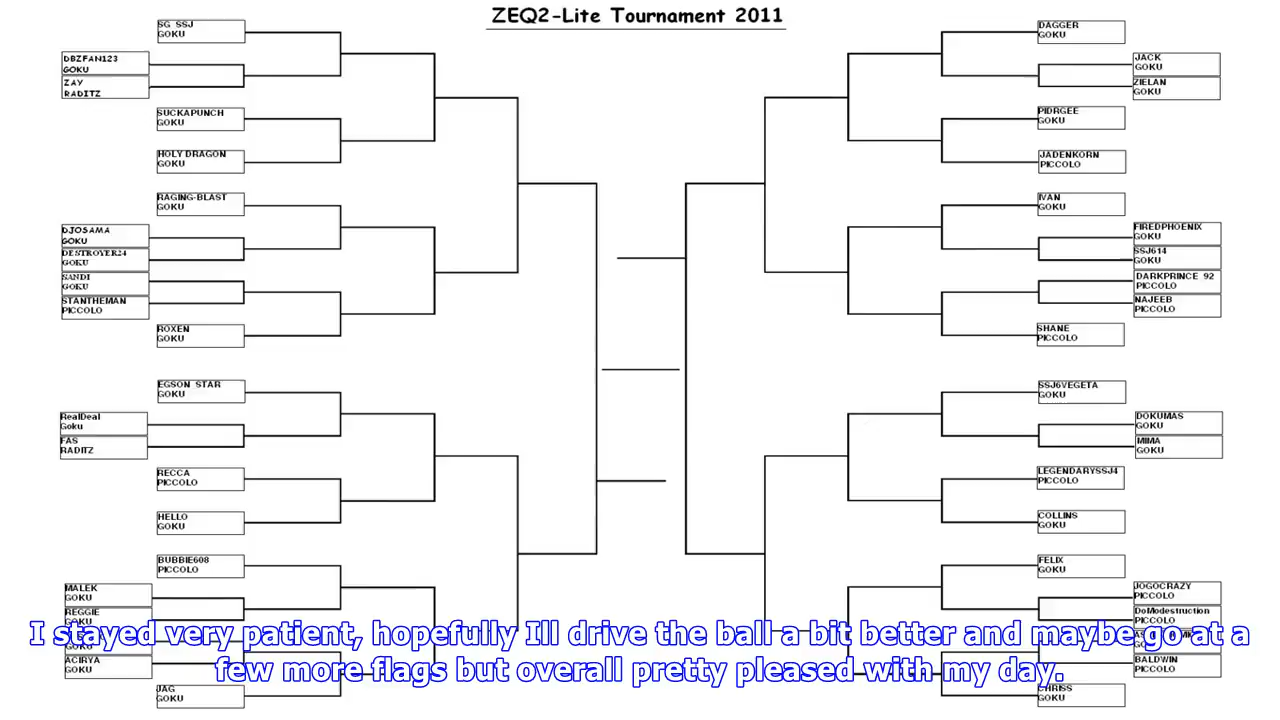 ZEQ2-Lite Tournament 2011
SG SSJ
GOKU
DBZFAN123
GOKU
ZAY
RADITZ
SUCKAPUNCH
GOKU
HOLY DRAGON
GOKU
RAGING-BLAST
GOKU
DJOSAMA
GOKU
DESTROYER24
GOKU
SANDI
GOKU
STANTHEMAN
PICCOLO
ROXEN
GOKU
EGSON STAR
GOKU
RealDeal
Goku
FAS
RADITZ
RECCA
PICCOLO
HELLO
GOKU
BUBBIE608
PICCOLO
MALEK
GOKU
REGGIE
GOKU
ACIRYA
GOKU
JAG
GOKU
DAGGER
GOKU
JACK
GOKU
ZIELAN
GOKU
PIDRGEE
GOKU
JADENKORN
PICCOLO
IVAN
GOKU
FIREDPHOENIX
GOKU
SSJ614
GOKU
DARKPRINCE 92
PICCOLO
NAJEEB
PICCOLO
SHANE
PICCOLO
SSJ6VEGETA
GOKU
DOKUMAS
GOKU
MIMA
GOKU
LEGENDARYSSJ4
PICCOLO
COLLINS
GOKU
FELIX
GOKU
JOGOCRAZY
PICCOLO
DoModestruction
BALDWIN
PICCOLO
CHRISS
GOKU
I stayed very patient, hopefully Ill drive the ball a bit better and maybe go at a
few more flags but overall pretty pleased with my day.